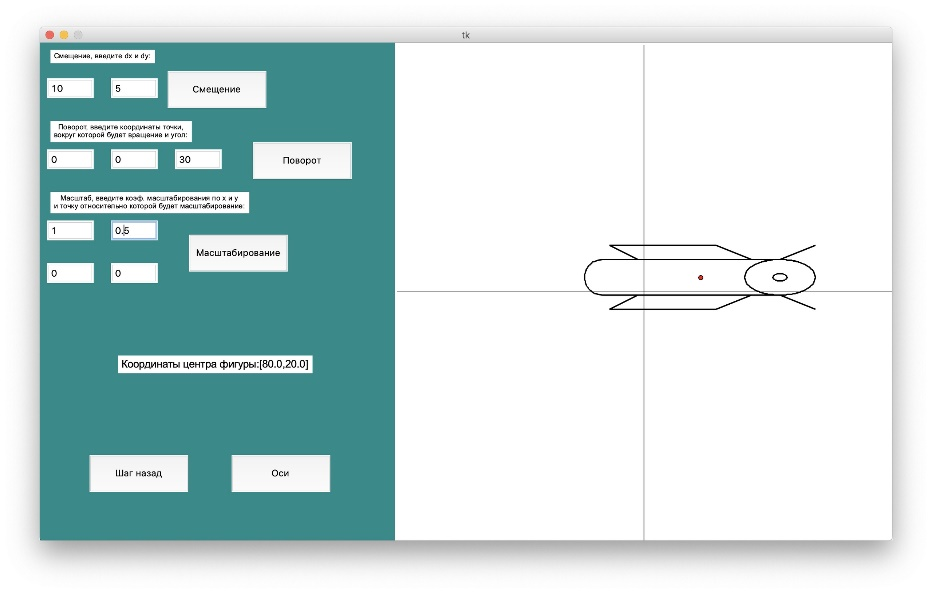 tk
Смещение, введите dx и dy:
10 5 Смещение
Поворот, введите координаты точки,
вокруг которой будет вращение и угол:
0 0 30 Поворот
Масштаб, введите коэф. масштабирования по x и y
и точку относительно которой будет масштабирование:
1 0.5
Масштабирование
0 0
Координаты центра фигуры:[80.0,20.0]
Шаг назад Оси